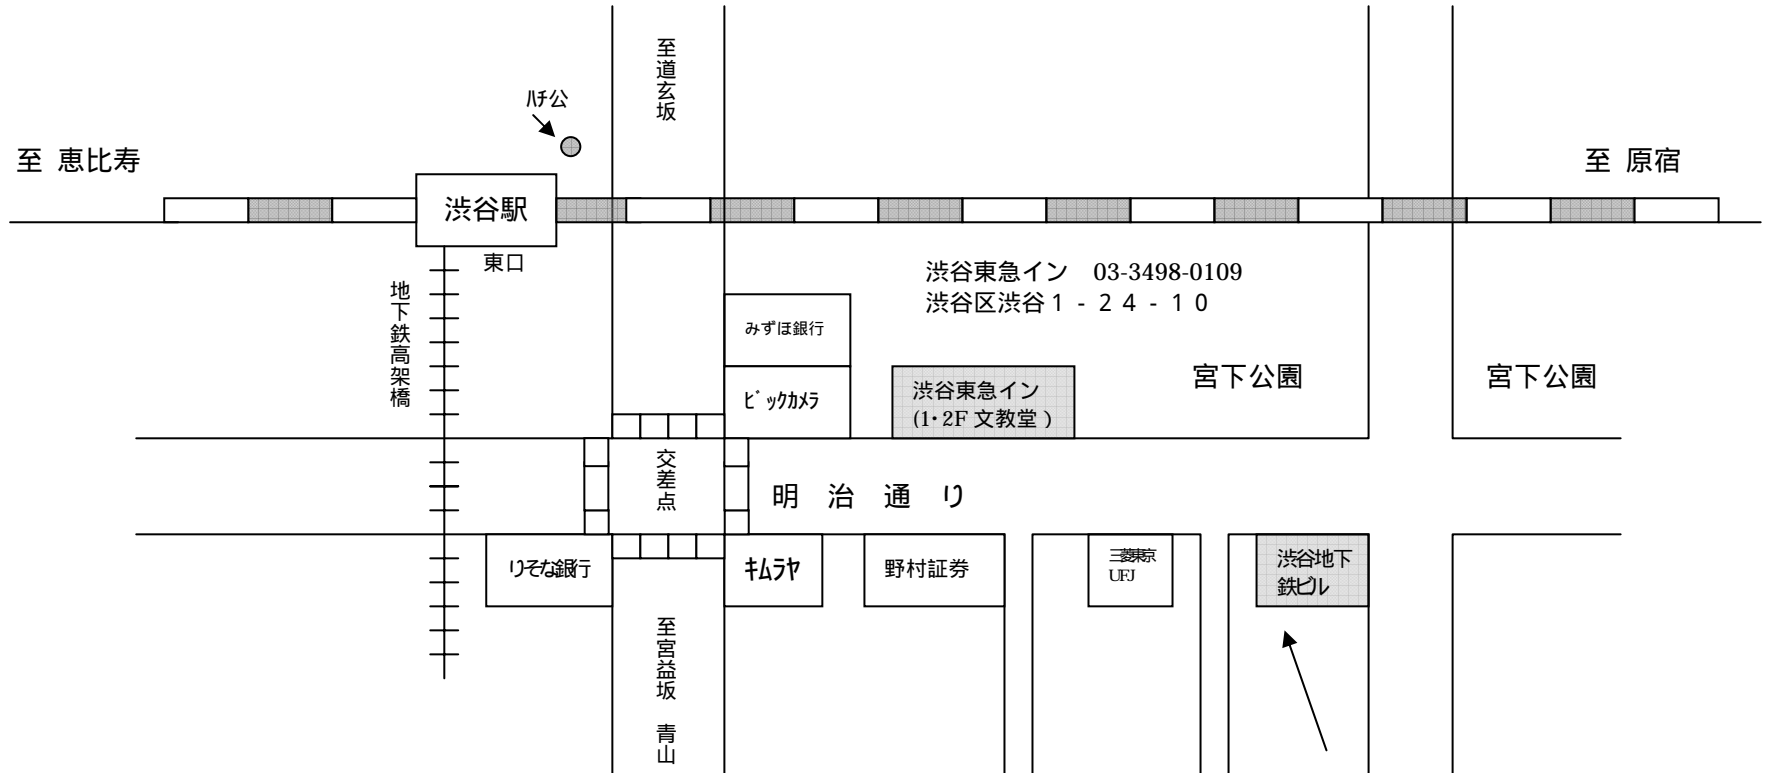 至道玄坂
ﾊﾁ公
至 恵比寿
至 原宿
渋谷駅
東口
地下鉄高架橋
渋谷東急イン 03-3498-0109
渋谷区渋谷１-２４-１０
みずほ銀行
ﾋﾞｯｸｶﾒﾗ
渋谷東急イン
(1・2F 文教堂 )
宮下公園
宮下公園
交差点
明 治 通 り
りそな銀行
ｷﾑﾗﾔ
野村証券
三菱東京
UFJ
渋谷地下
鉄ビル
至宮益坂 青山